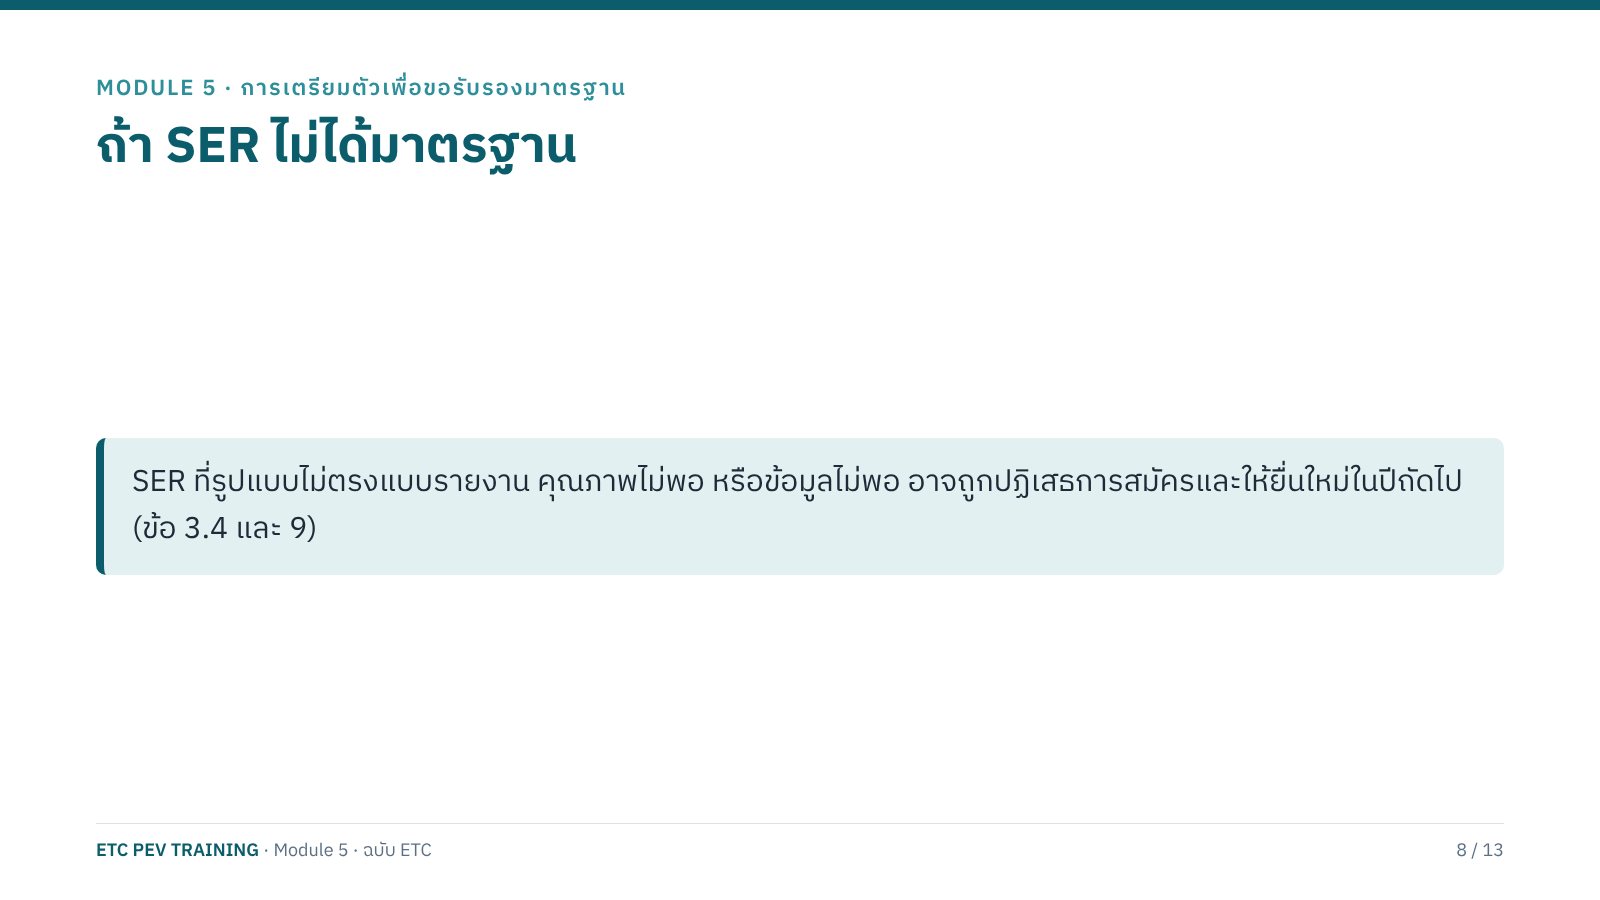 MODULE 5 · การเตรียมตัวเพื่อขอรับรองมาตรฐาน
ถ้า SER ไม่ได้มาตรฐาน
SER ที่รูปแบบไม่ตรงแบบรายงาน คุณภาพไม่พอ หรือข้อมูลไม่พอ อาจถูกปฏิเสธการสมัครและให้ยื่นใหม่ในปีถัดไป
(ข้อ 3.4 และ 9)
ETC PEV TRAINING · Module 5 · ฉบับ ETC
8 / 13